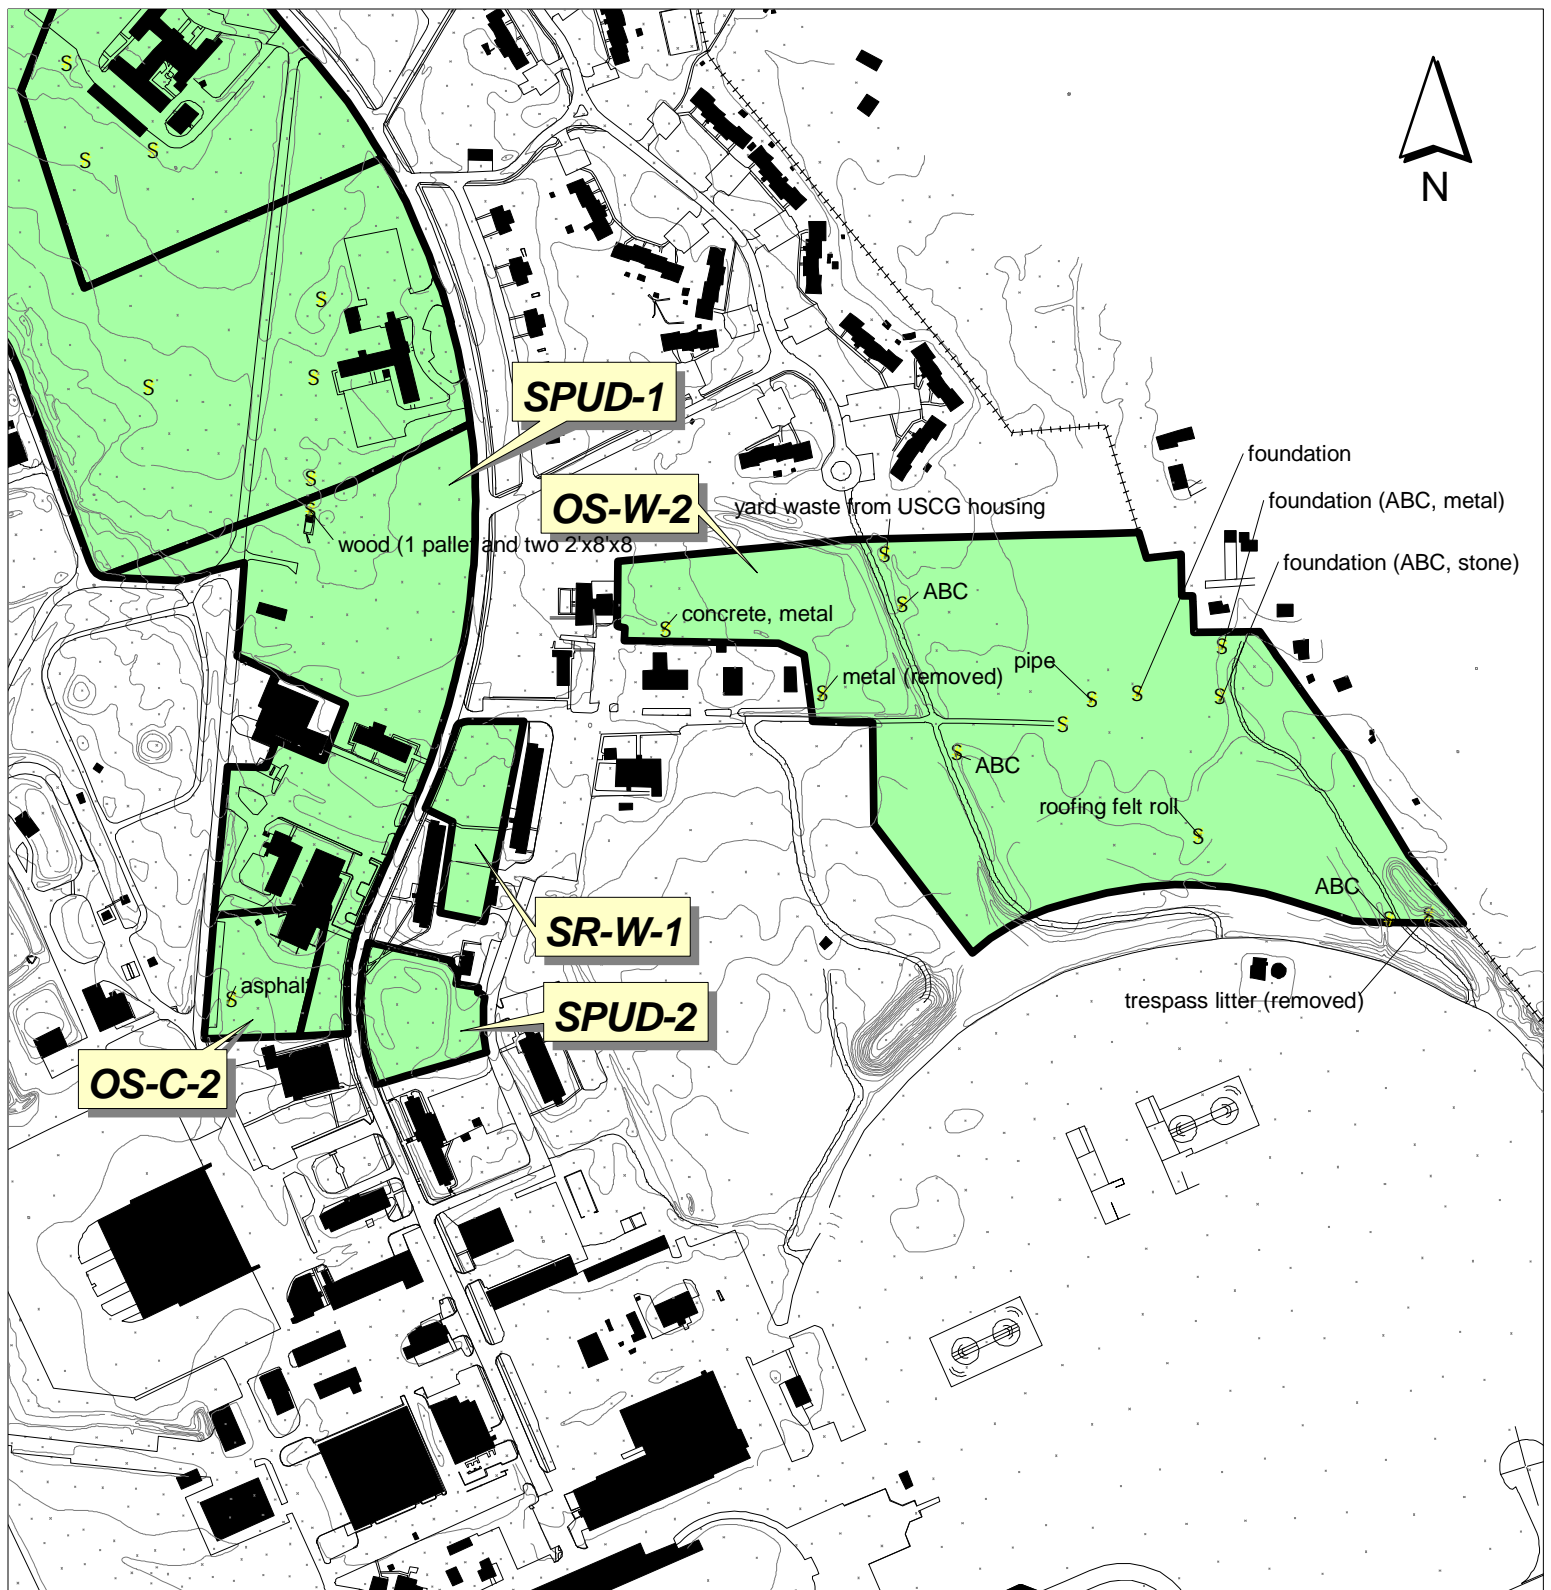 S
N
S
S
S
S
S
SPUD-1
foundation
S
OS-W-2
foundation (ABC, metal)
yard waste from USCG housing
S
wood (1 pallet and two 2'x8'x8
S
foundation (ABC, stone)
ABC
S
concrete, metal
S
S
pipe
metal (removed)
S
S
S
S
S
S
ABC
roofing felt roll
S
ABC
S
S
SR-W-1
asphalt
S
trespass litter (removed)
SPUD-2
OS-C-2